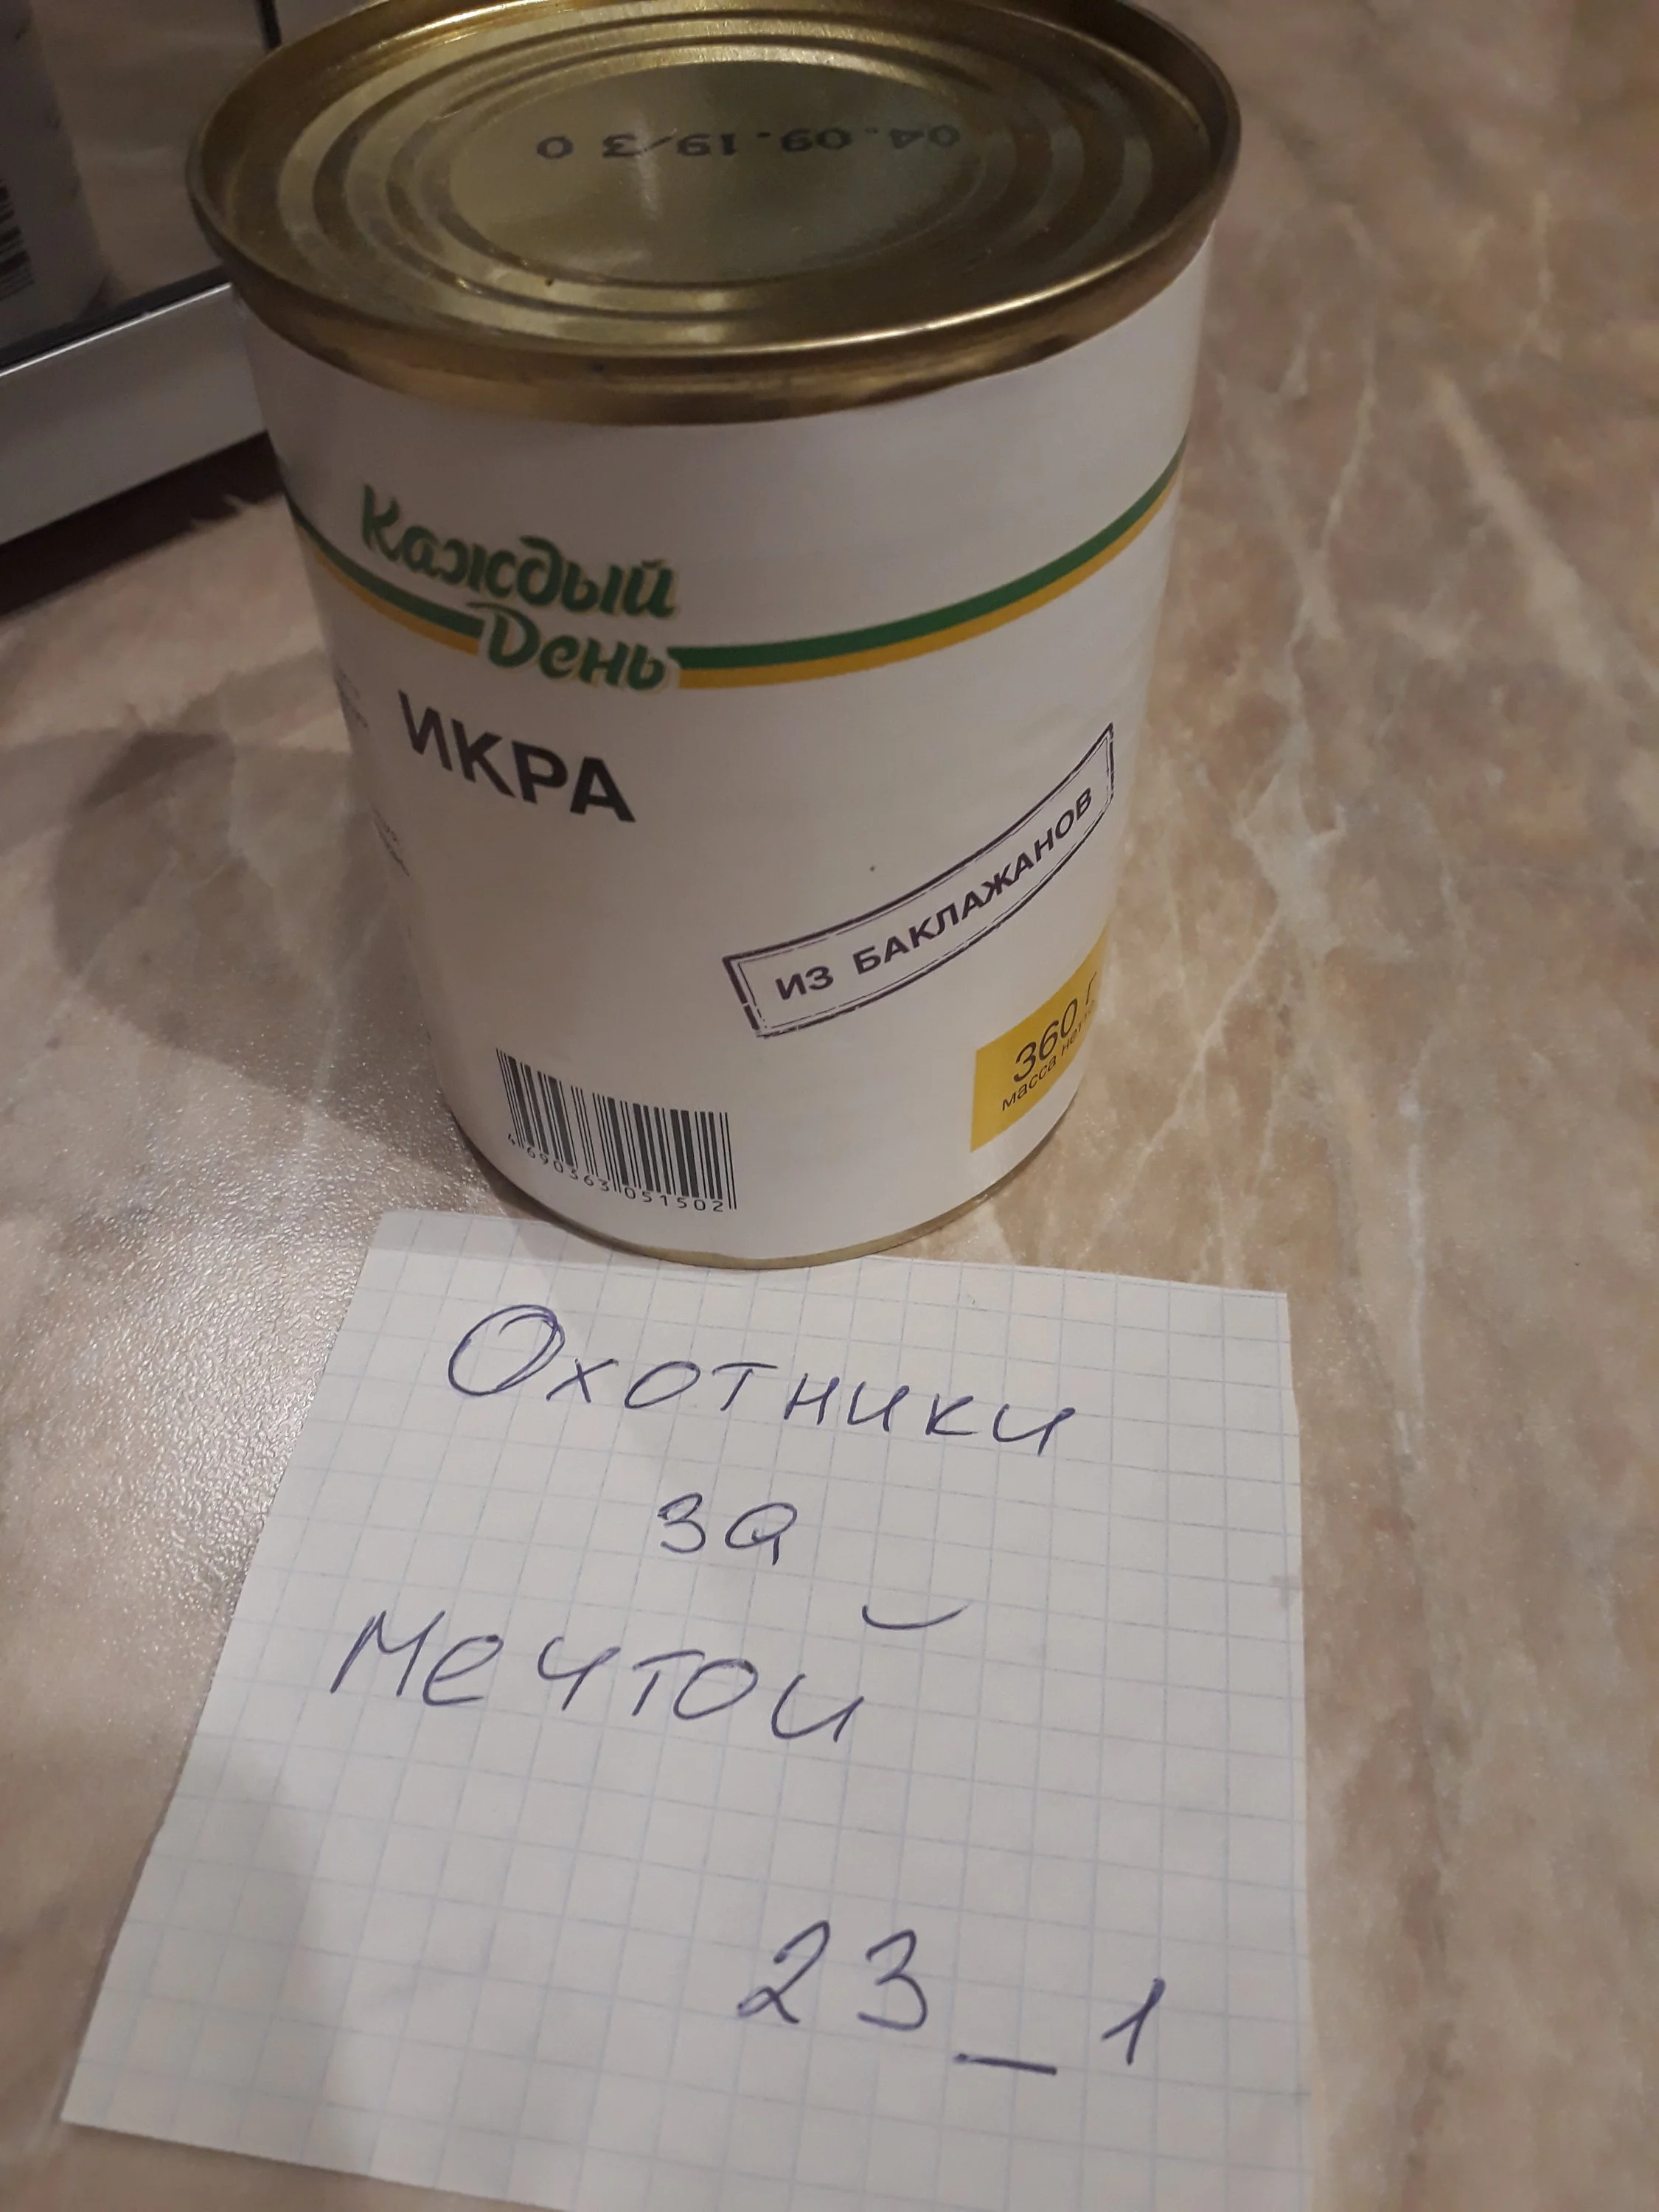 04.09.19/3 0
Каждый
День
ИКРА
ИЗ БАКЛАЖАНОВ
360 г
масса нетто
4690363051502
Охотники
за
мечтой
23_1